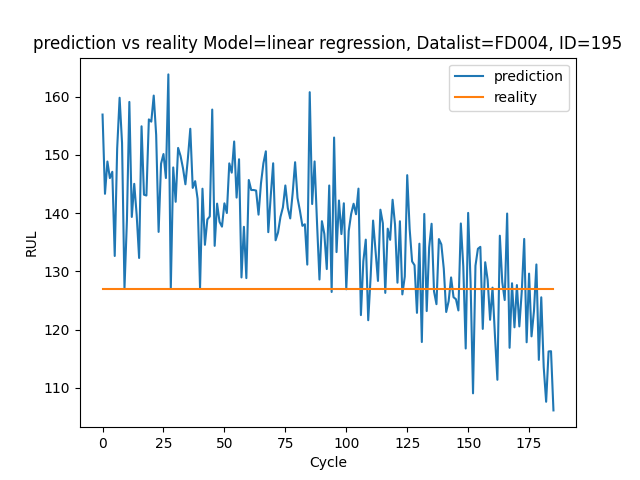 prediction vs reality Model=linear regression, Datalist=FD004, ID=195
prediction
reality
160
150
140
130
120
110
RUL
0 25 50 75 100 125 150 175
Cycle